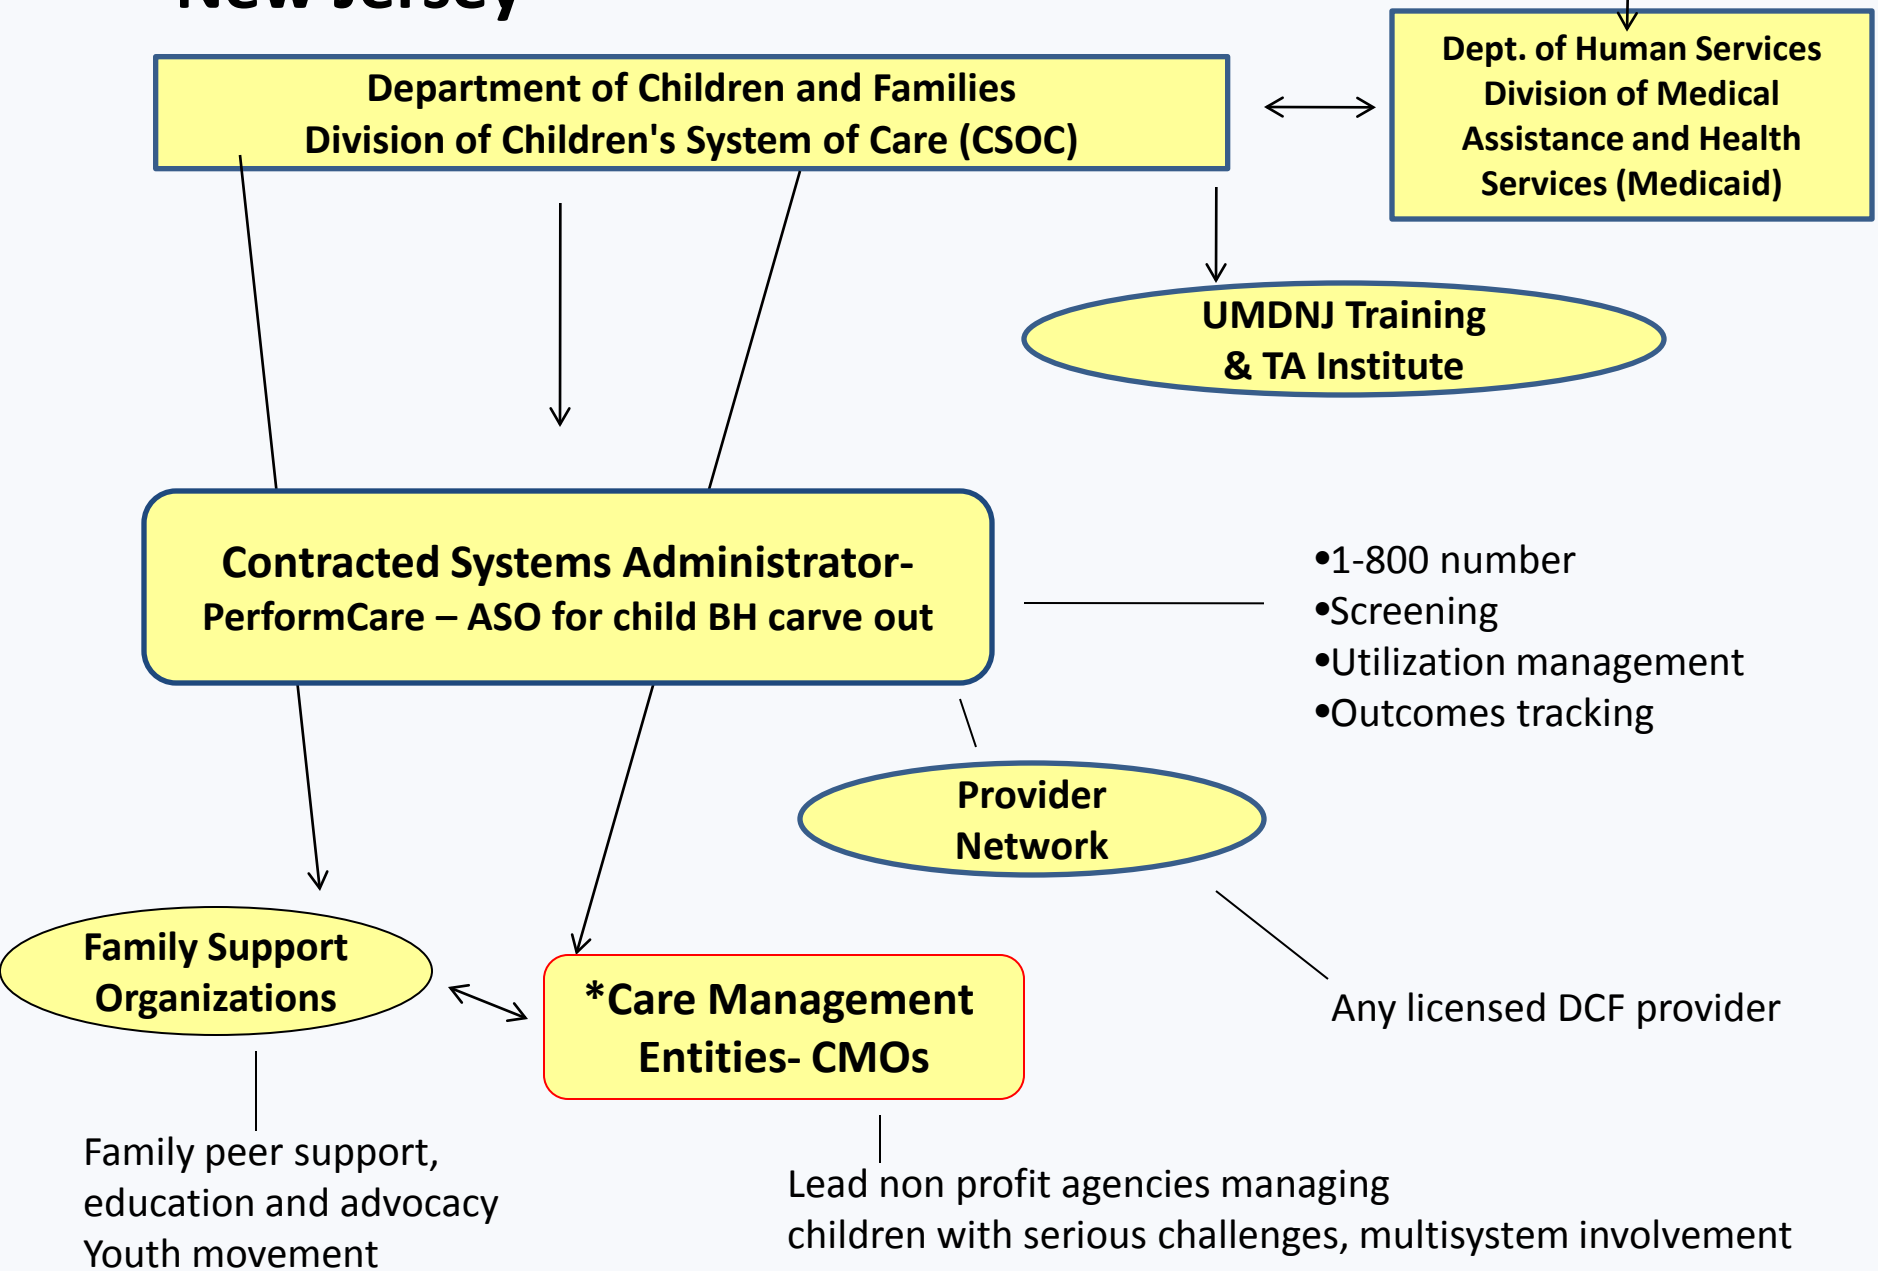 New Jersey
Department of Children and Families
Division of Children's System of Care (CSOC)
Dept. of Human Services
Division of Medical
Assistance and Health
Services (Medicaid)
UMDNJ Training
& TA Institute
Contracted Systems Administrator-
PerformCare – ASO for child BH carve out
•1-800 number
•Screening
•Utilization management
•Outcomes tracking
Provider
Network
Any licensed DCF provider
Family Support
Organizations
*Care Management
Entities- CMOs
Family peer support,
education and advocacy
Youth movement
Lead non profit agencies managing
children with serious challenges, multisystem involvement